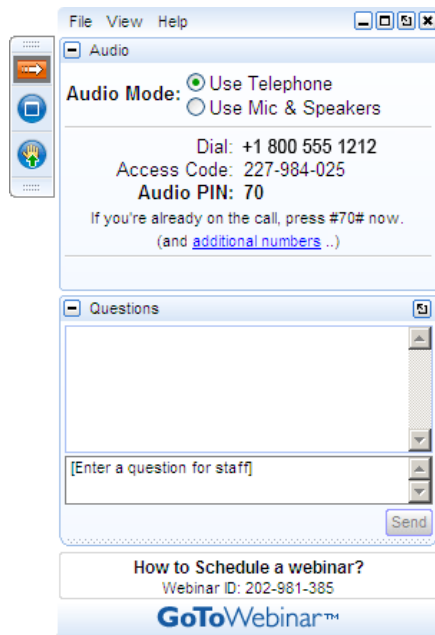 File View Help
Audio
Audio Mode: Use Telephone
Use Mic & Speakers
Dial: +1 800 555 1212
Access Code: 227-984-025
Audio PIN: 70
If you're already on the call, press #70# now.
(and additional numbers ..)
Questions
[Enter a question for staff]
Send
How to Schedule a webinar?
Webinar ID: 202-981-385
GoToWebinar™